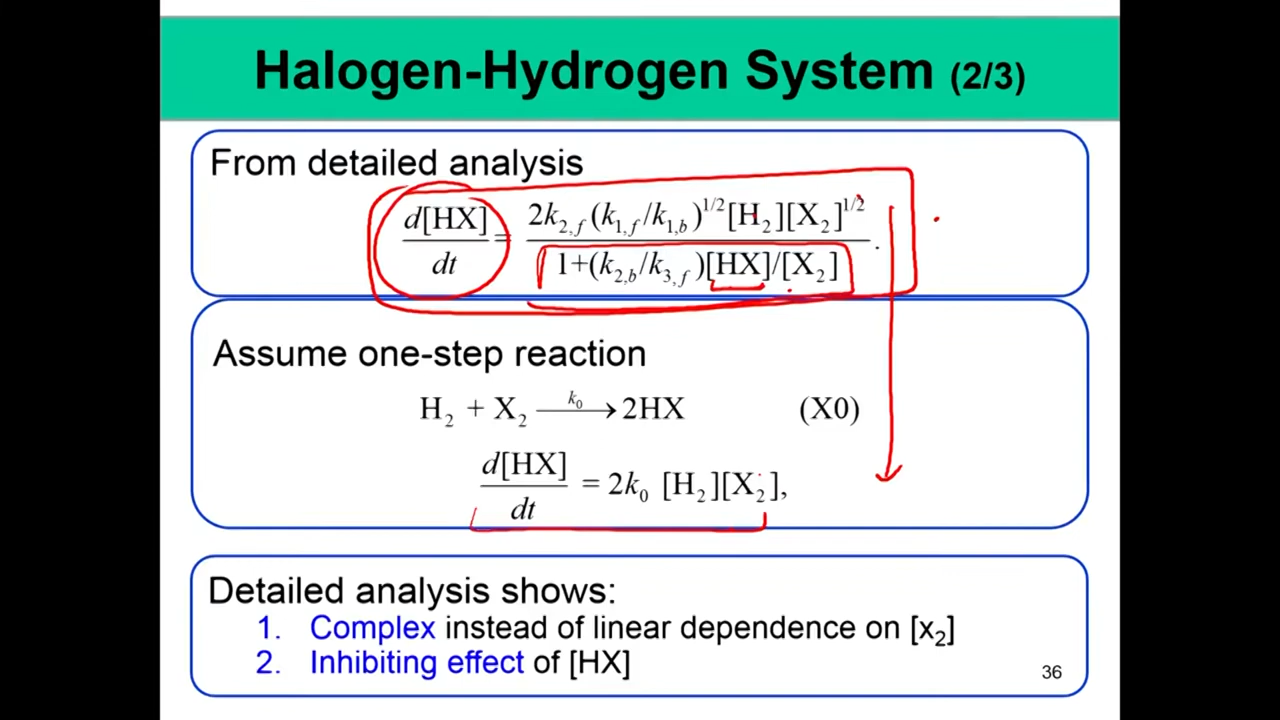 Halogen-Hydrogen System (2/3)
From detailed analysis
d[HX]/dt = 2k₂,f(k₁,f/k₁,b)^1/2[H₂][X₂]^1/2 / 1+(k₂,b/k₃,f)[HX]/[X₂] .
Assume one-step reaction
H₂ + X₂ —k₀→ 2HX (X0)
d[HX]/dt = 2k₀ [H₂][X₂],
Detailed analysis shows:
1. Complex instead of linear dependence on [x₂]
2. Inhibiting effect of [HX]
36